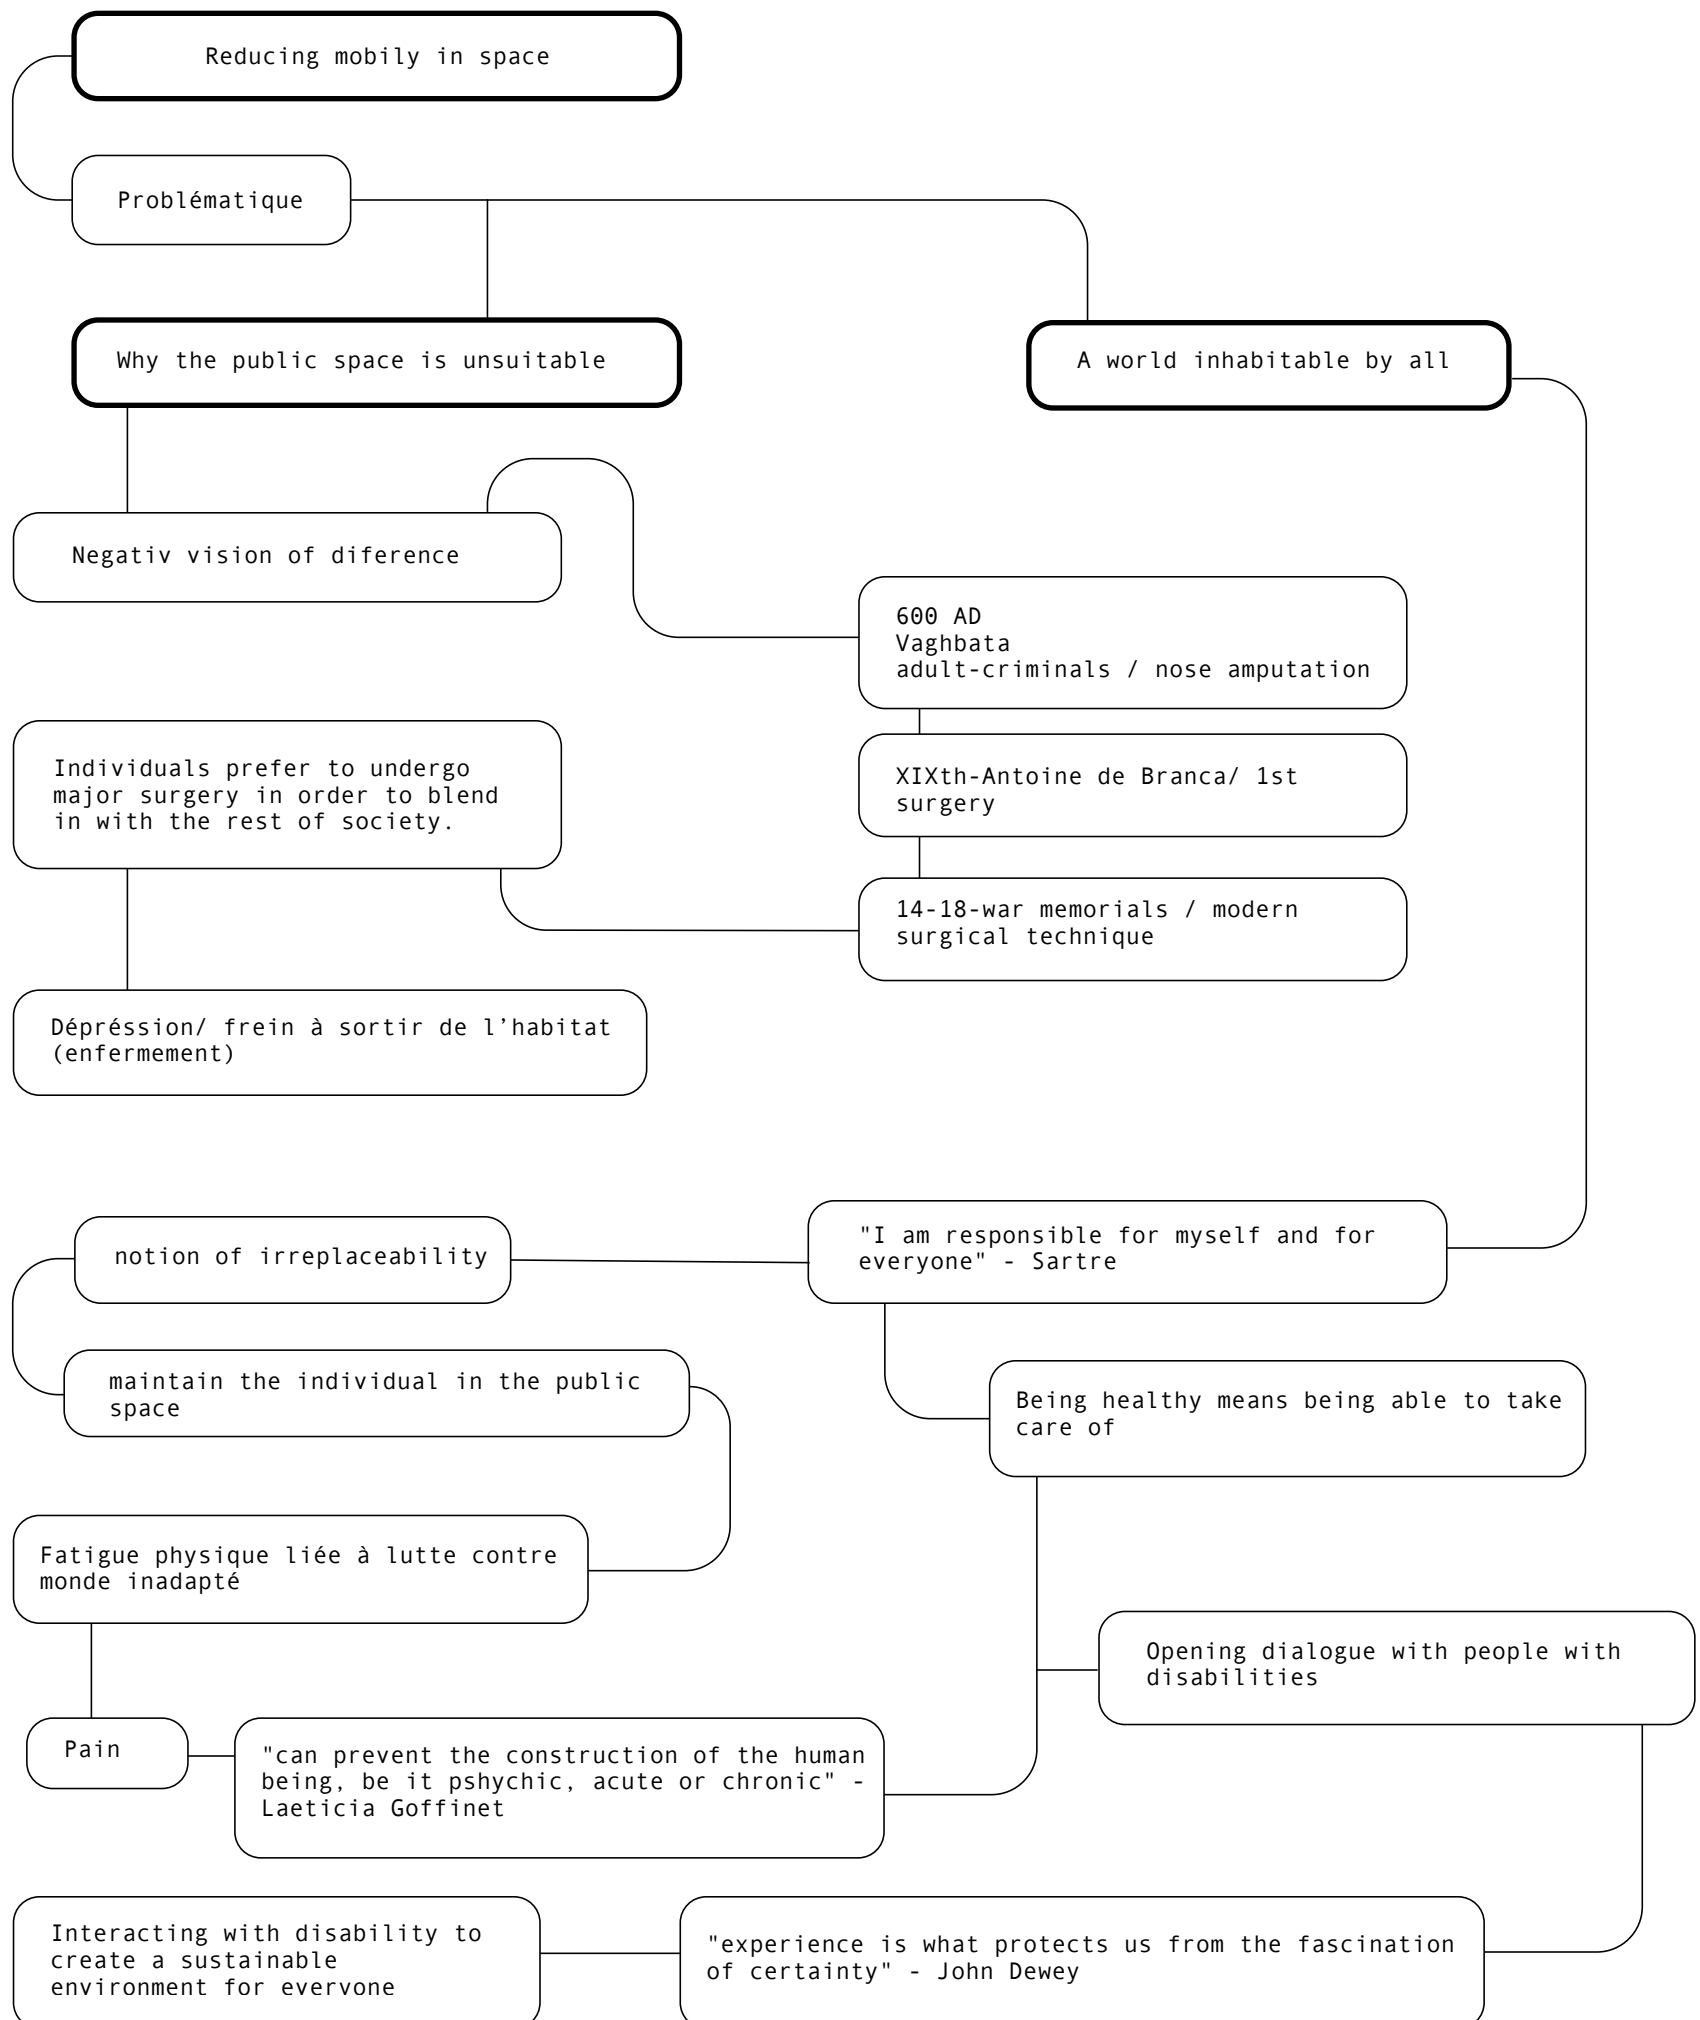 Reducing mobily in space
Problématique
Why the public space is unsuitable
A world inhabitable by all
Negativ vision of diference
600 AD
Vaghbata
adult-criminals / nose amputation
XIXth-Antoine de Branca/ 1st
surgery
14-18-war memorials / modern
surgical technique
Individuals prefer to undergo
major surgery in order to blend
in with the rest of society.
Dépréssion/ frein à sortir de l’habitat
(enfermement)
"I am responsible for myself and for
everyone" - Sartre
notion of irreplaceability
maintain the individual in the public
space
Being healthy means being able to take
care of
Fatigue physique liée à lutte contre
monde inadapté
Opening dialogue with people with
disabilities
Pain
"can prevent the construction of the human
being, be it pshychic, acute or chronic" -
Laeticia Goffinet
"experience is what protects us from the fascination
of certainty" - John Dewey
Interacting with disability to
create a sustainable
environment for everyone